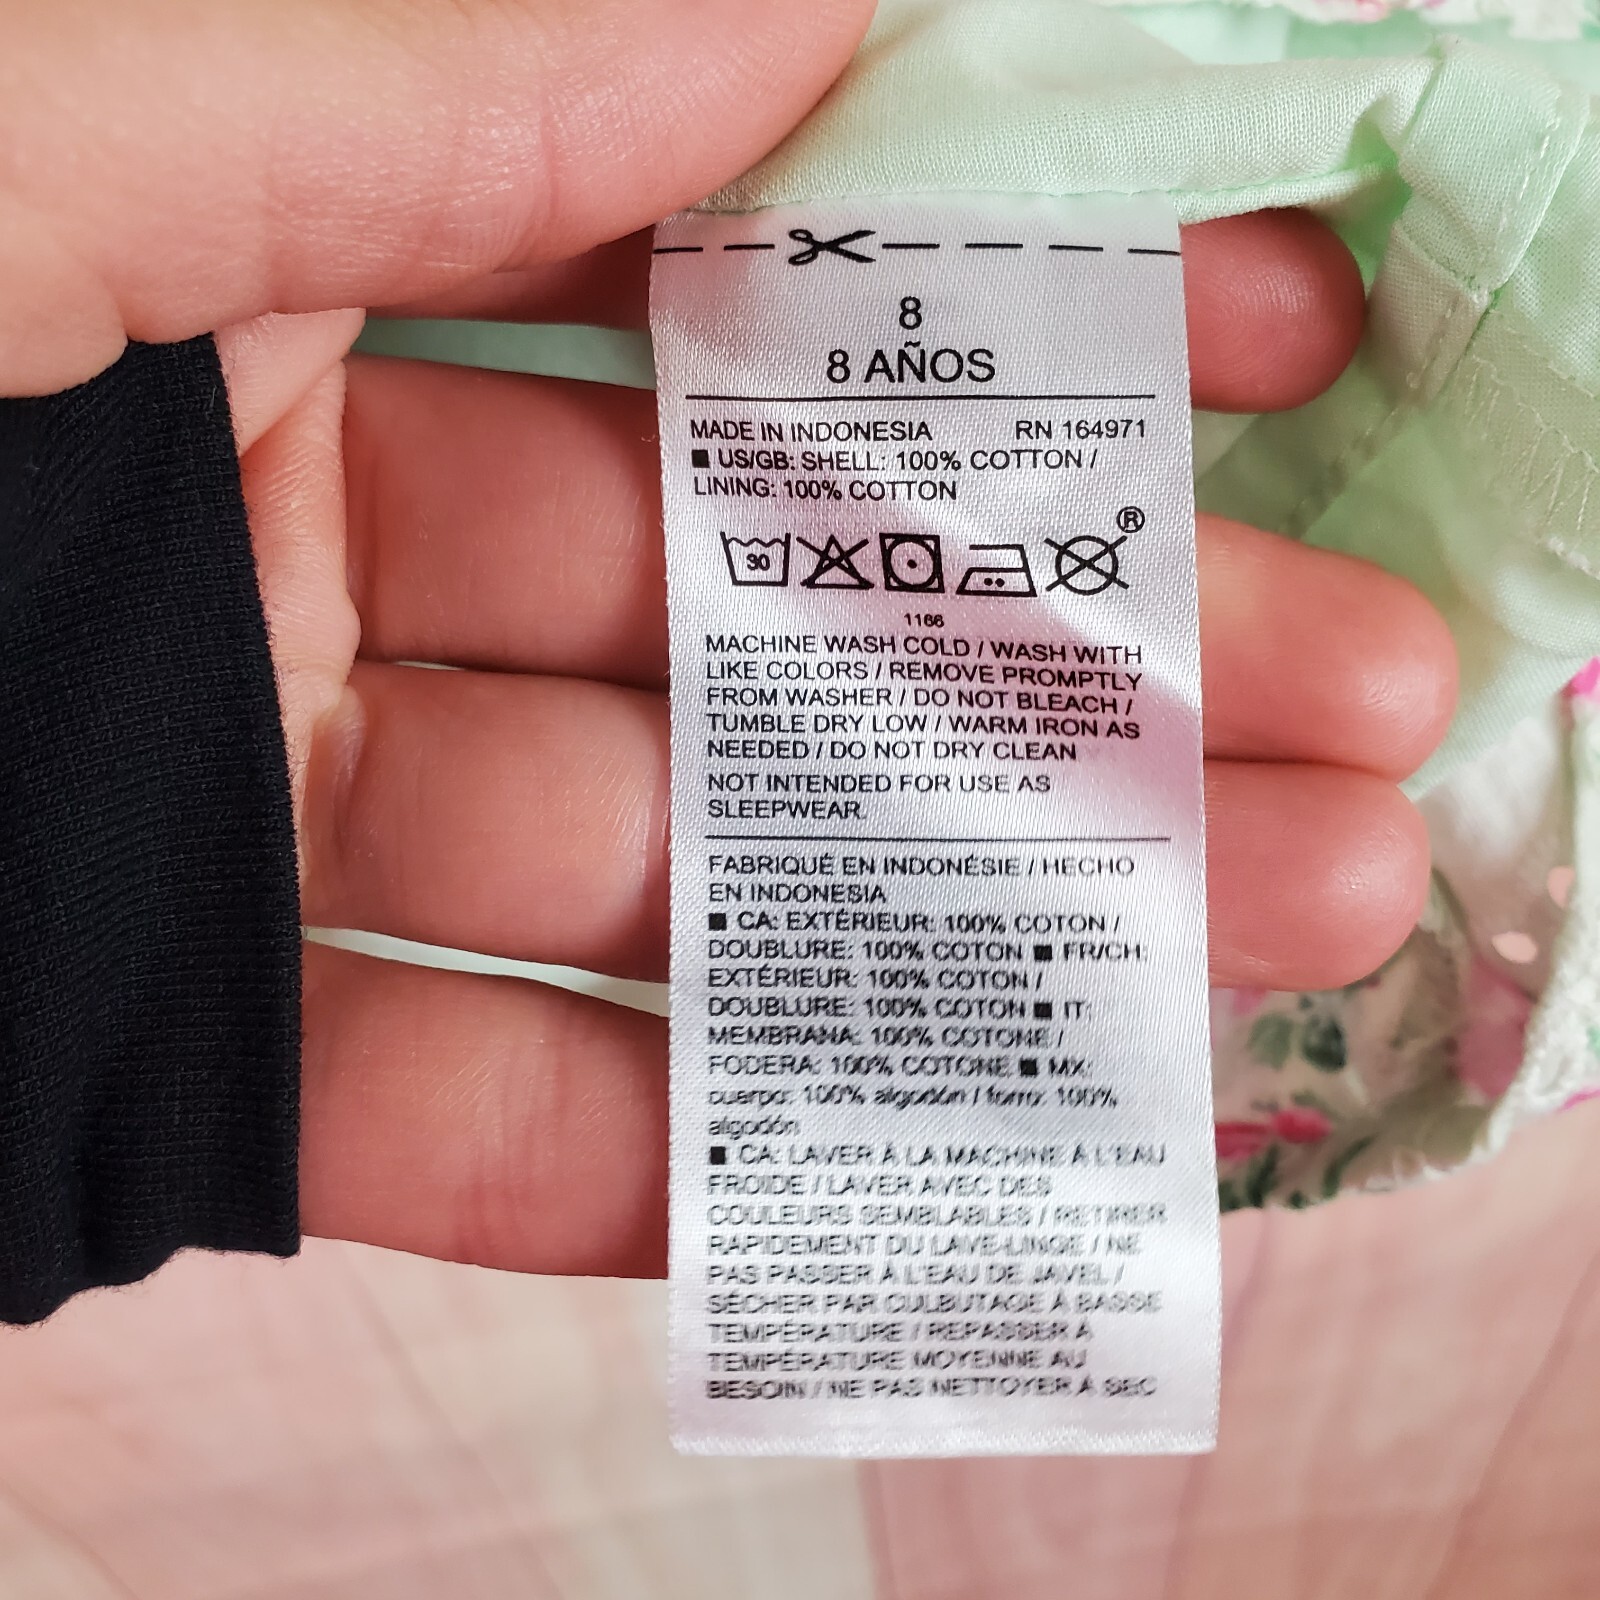 8
8 AÑOS
MADE IN INDONESIA RN 164971
■ US/GB: SHELL: 100% COTTON /
LINING: 100% COTTON
®
30
1166
MACHINE WASH COLD / WASH WITH
LIKE COLORS / REMOVE PROMPTLY
FROM WASHER / DO NOT BLEACH /
TUMBLE DRY LOW / WARM IRON AS
NEEDED / DO NOT DRY CLEAN
NOT INTENDED FOR USE AS
SLEEPWEAR.
FABRIQUÉ EN INDONÉSIE / HECHO
EN INDONESIA
■ CA: EXTÉRIEUR: 100% COTON /
DOUBLURE: 100% COTON ■ FR/CH:
EXTÉRIEUR: 100% COTON /
DOUBLURE: 100% COTON ■ IT:
MEMBRANA: 100% COTONE /
FODERA: 100% COTONE ■ MX:
cuerpo: 100% algodón / forro: 100%
algodón
■ CA: LAVER À LA MACHINE À L'EAU
FROIDE / LAVER AVEC DES
COULEURS SEMBLABLES / RETIRER
RAPIDEMENT DU LAVE-LINGE / NE
PAS PASSER À L'EAU DE JAVEL /
SÉCHER PAR CULBUTAGE À BASSE
TEMPÉRATURE / REPASSER À
TEMPÉRATURE MOYENNE AU
BESOIN / NE PAS NETTOYER À SEC